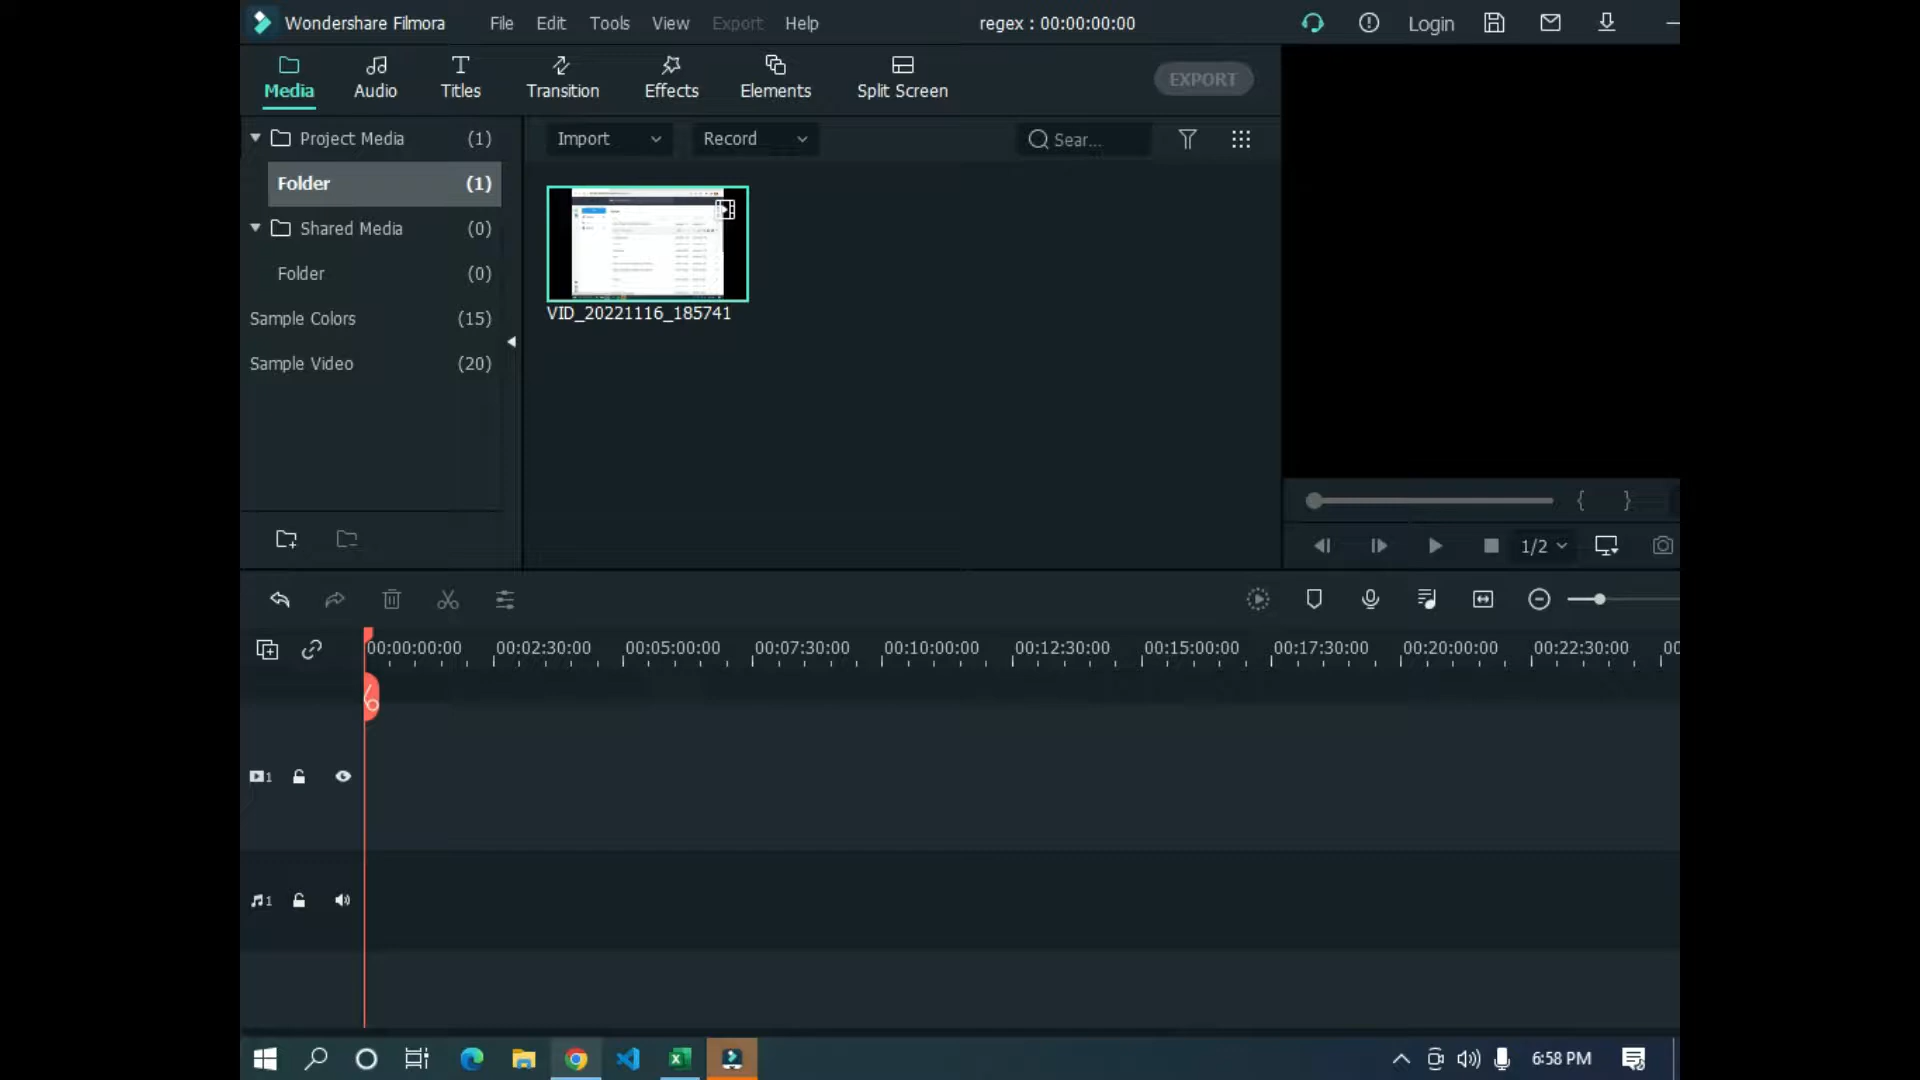 Wondershare Filmora File Edit Tools View Export Help regex : 00:00:00:00 Login
Media Audio Titles Transition Effects Elements Split Screen EXPORT
Project Media (1) Import Record Sear...
Folder (1)
Shared Media (0)
Folder (0)
VID_20221116_185741
Sample Colors (15)
Sample Video (20)
{ }
1/2
00:00:00:00 00:02:30:00 00:05:00:00 00:07:30:00 00:10:00:00 00:12:30:00 00:15:00:00 00:17:30:00 00:20:00:00 00:22:30:00 00
1
1
6:58 PM